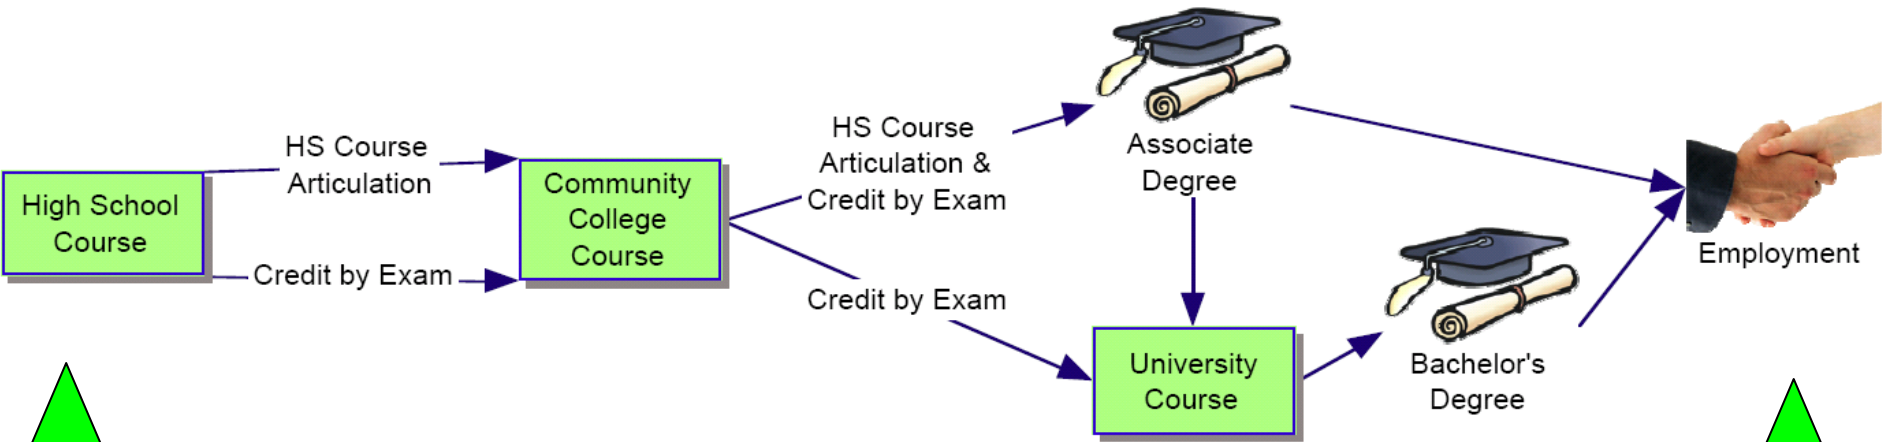 High School
Course
HS Course
Articulation
Credit by Exam
Community
College
Course
HS Course
Articulation &
Credit by Exam
Credit by Exam
Associate
Degree
University
Course
Bachelor's
Degree
Employment